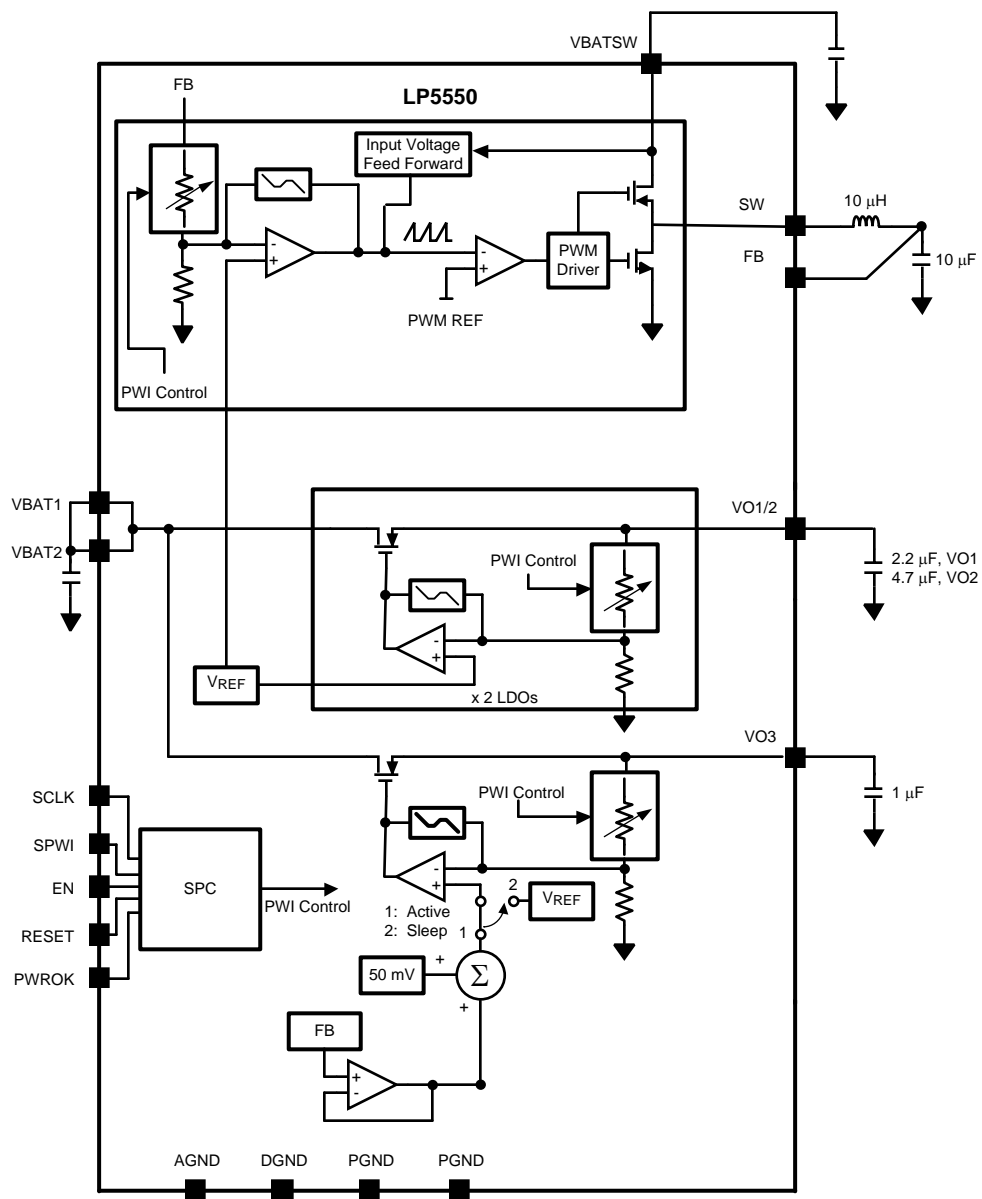 VBATSW
FB
LP5550
Input Voltage
Feed Forward
SW
10 µH
-
+
-
+
PWM
Driver
FB
10 µF
PWM REF
PWI Control
VBAT1
VO1/2
VBAT2
PWI Control
2.2 µF, VO1
4.7 µF, VO2
-
+
VREF
x 2 LDOs
VO3
SCLK
PWI Control
1 µF
SPWI
-
+
SPC
EN
PWI Control
2
VREF
1: Active
2: Sleep
1
RESET
+
50 mV
Σ
PWROK
+
FB
+
-
AGND
DGND
PGND
PGND